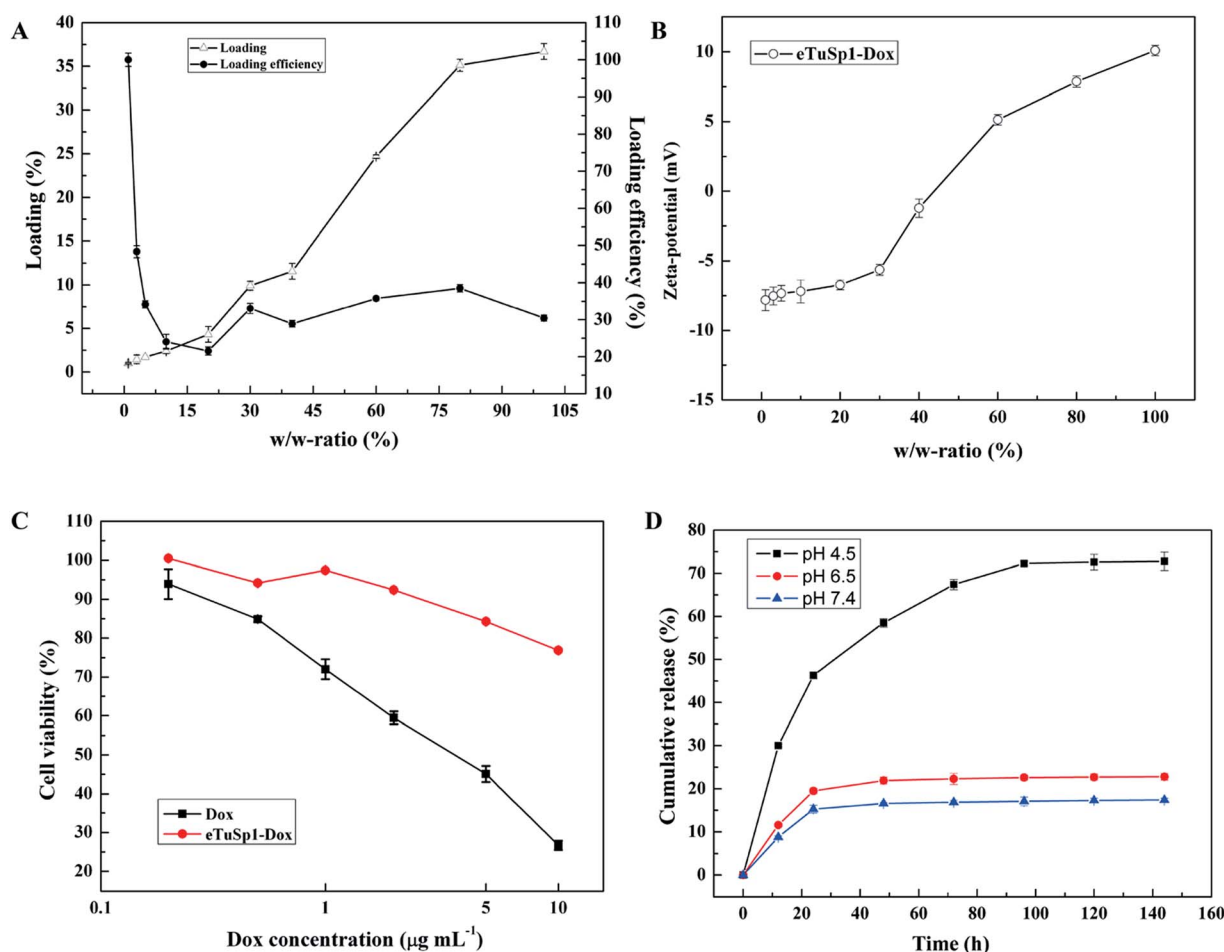 A
Loading
Loading efficiency
40
35
30
25
20
15
10
5
0
Loading (%)
110
100
90
80
70
60
50
40
30
20
10
Loading efficiency (%)
0 15 30 45 60 75 90 105
w/w-ratio (%)
B
eTuSp1-Dox
10
5
0
-5
-10
-15
Zeta-potential (mV)
0 20 40 60 80 100
w/w-ratio (%)
C
110
100
90
80
70
60
50
40
30
20
Cell viability (%)
Dox
eTuSp1-Dox
0.1 1 5 10
Dox concentration (µg mL⁻¹)
D
pH 4.5
pH 6.5
pH 7.4
80
70
60
50
40
30
20
10
0
Cumulative release (%)
0 20 40 60 80 100 120 140 160
Time (h)